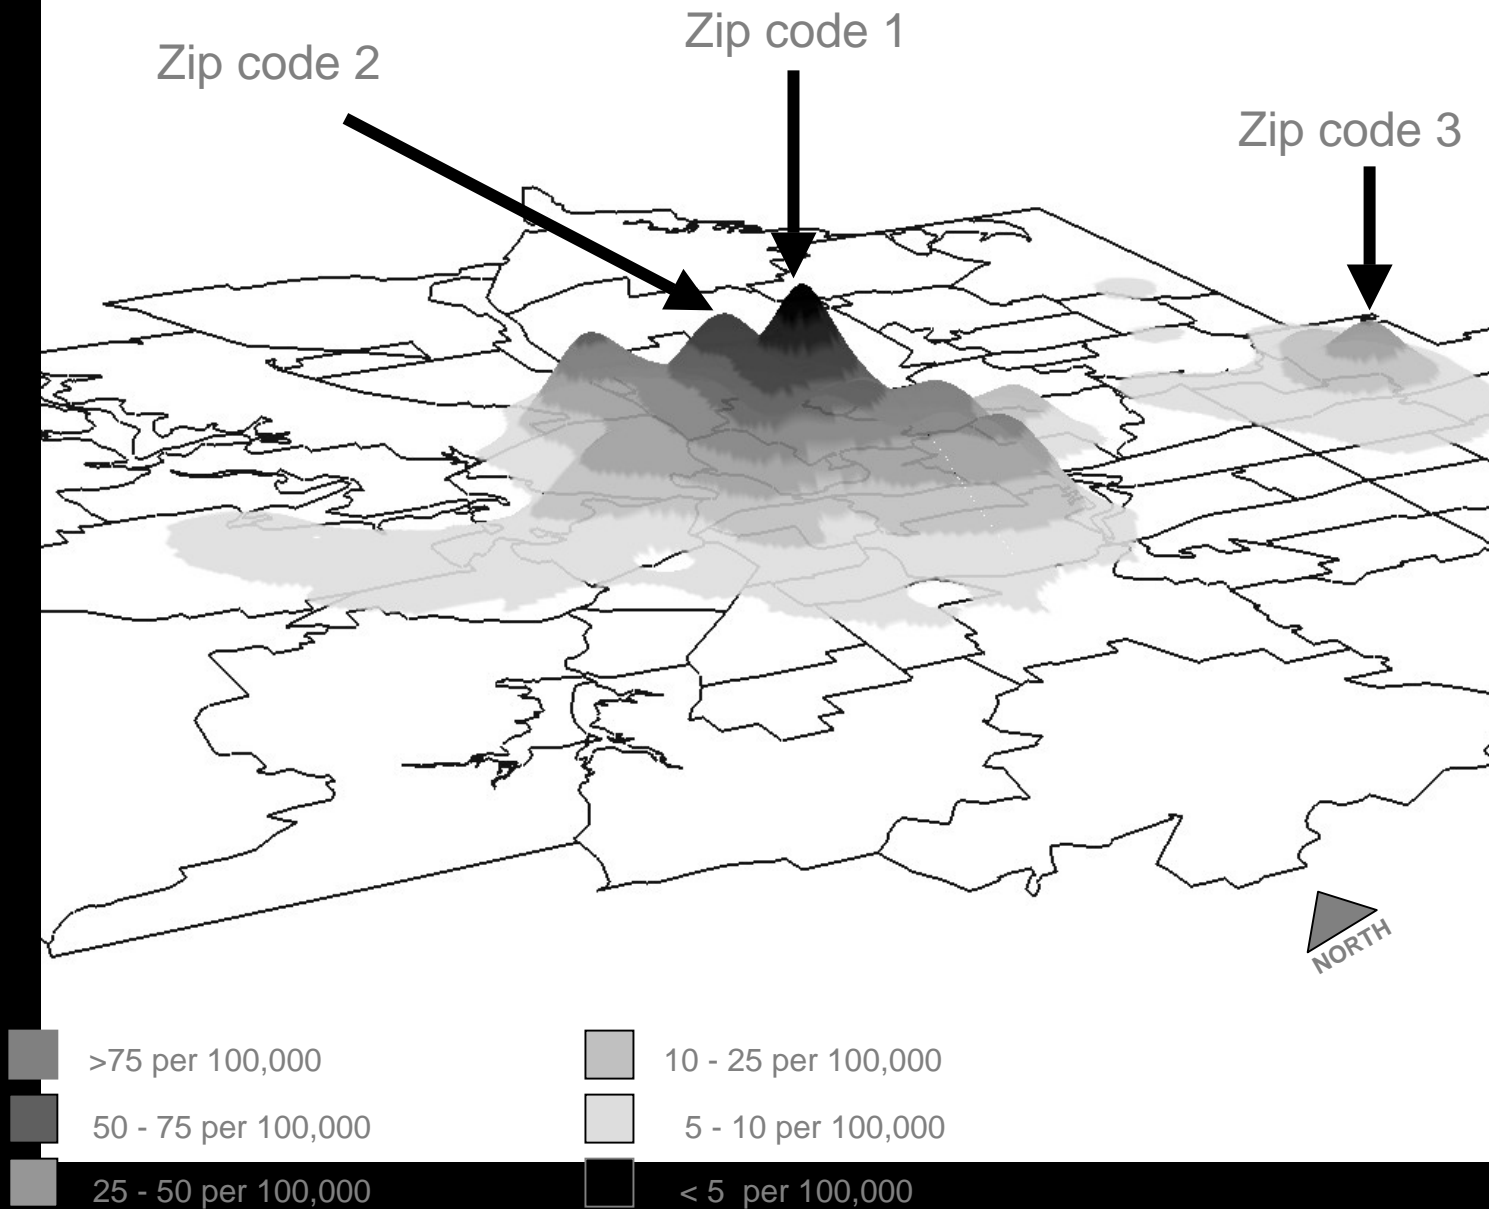 Zip code 1
Zip code 2
Zip code 3
NORTH
>75 per 100,000
10 - 25 per 100,000
50 - 75 per 100,000
5 - 10 per 100,000
25 - 50 per 100,000
< 5 per 100,000